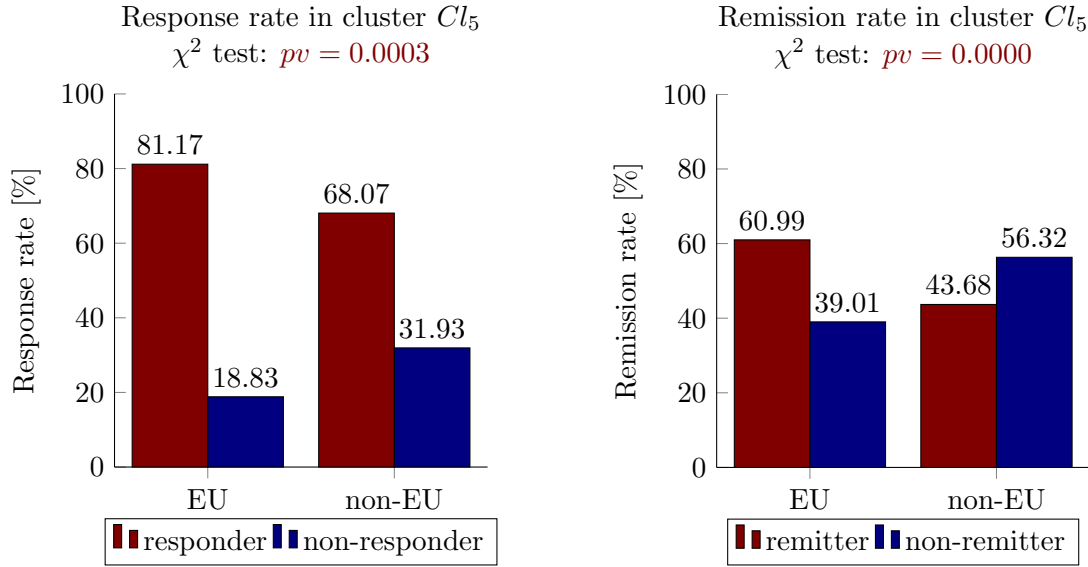 Response rate in cluster Cl₅
χ² test: pv = 0.0003
Response rate [%]
100
80
60
40
20
0
81.17
18.83
68.07
31.93
EU
non-EU
responder
non-responder
Remission rate in cluster Cl₅
χ² test: pv = 0.0000
Remission rate [%]
100
80
60
40
20
0
60.99
39.01
43.68
56.32
EU
non-EU
remitter
non-remitter